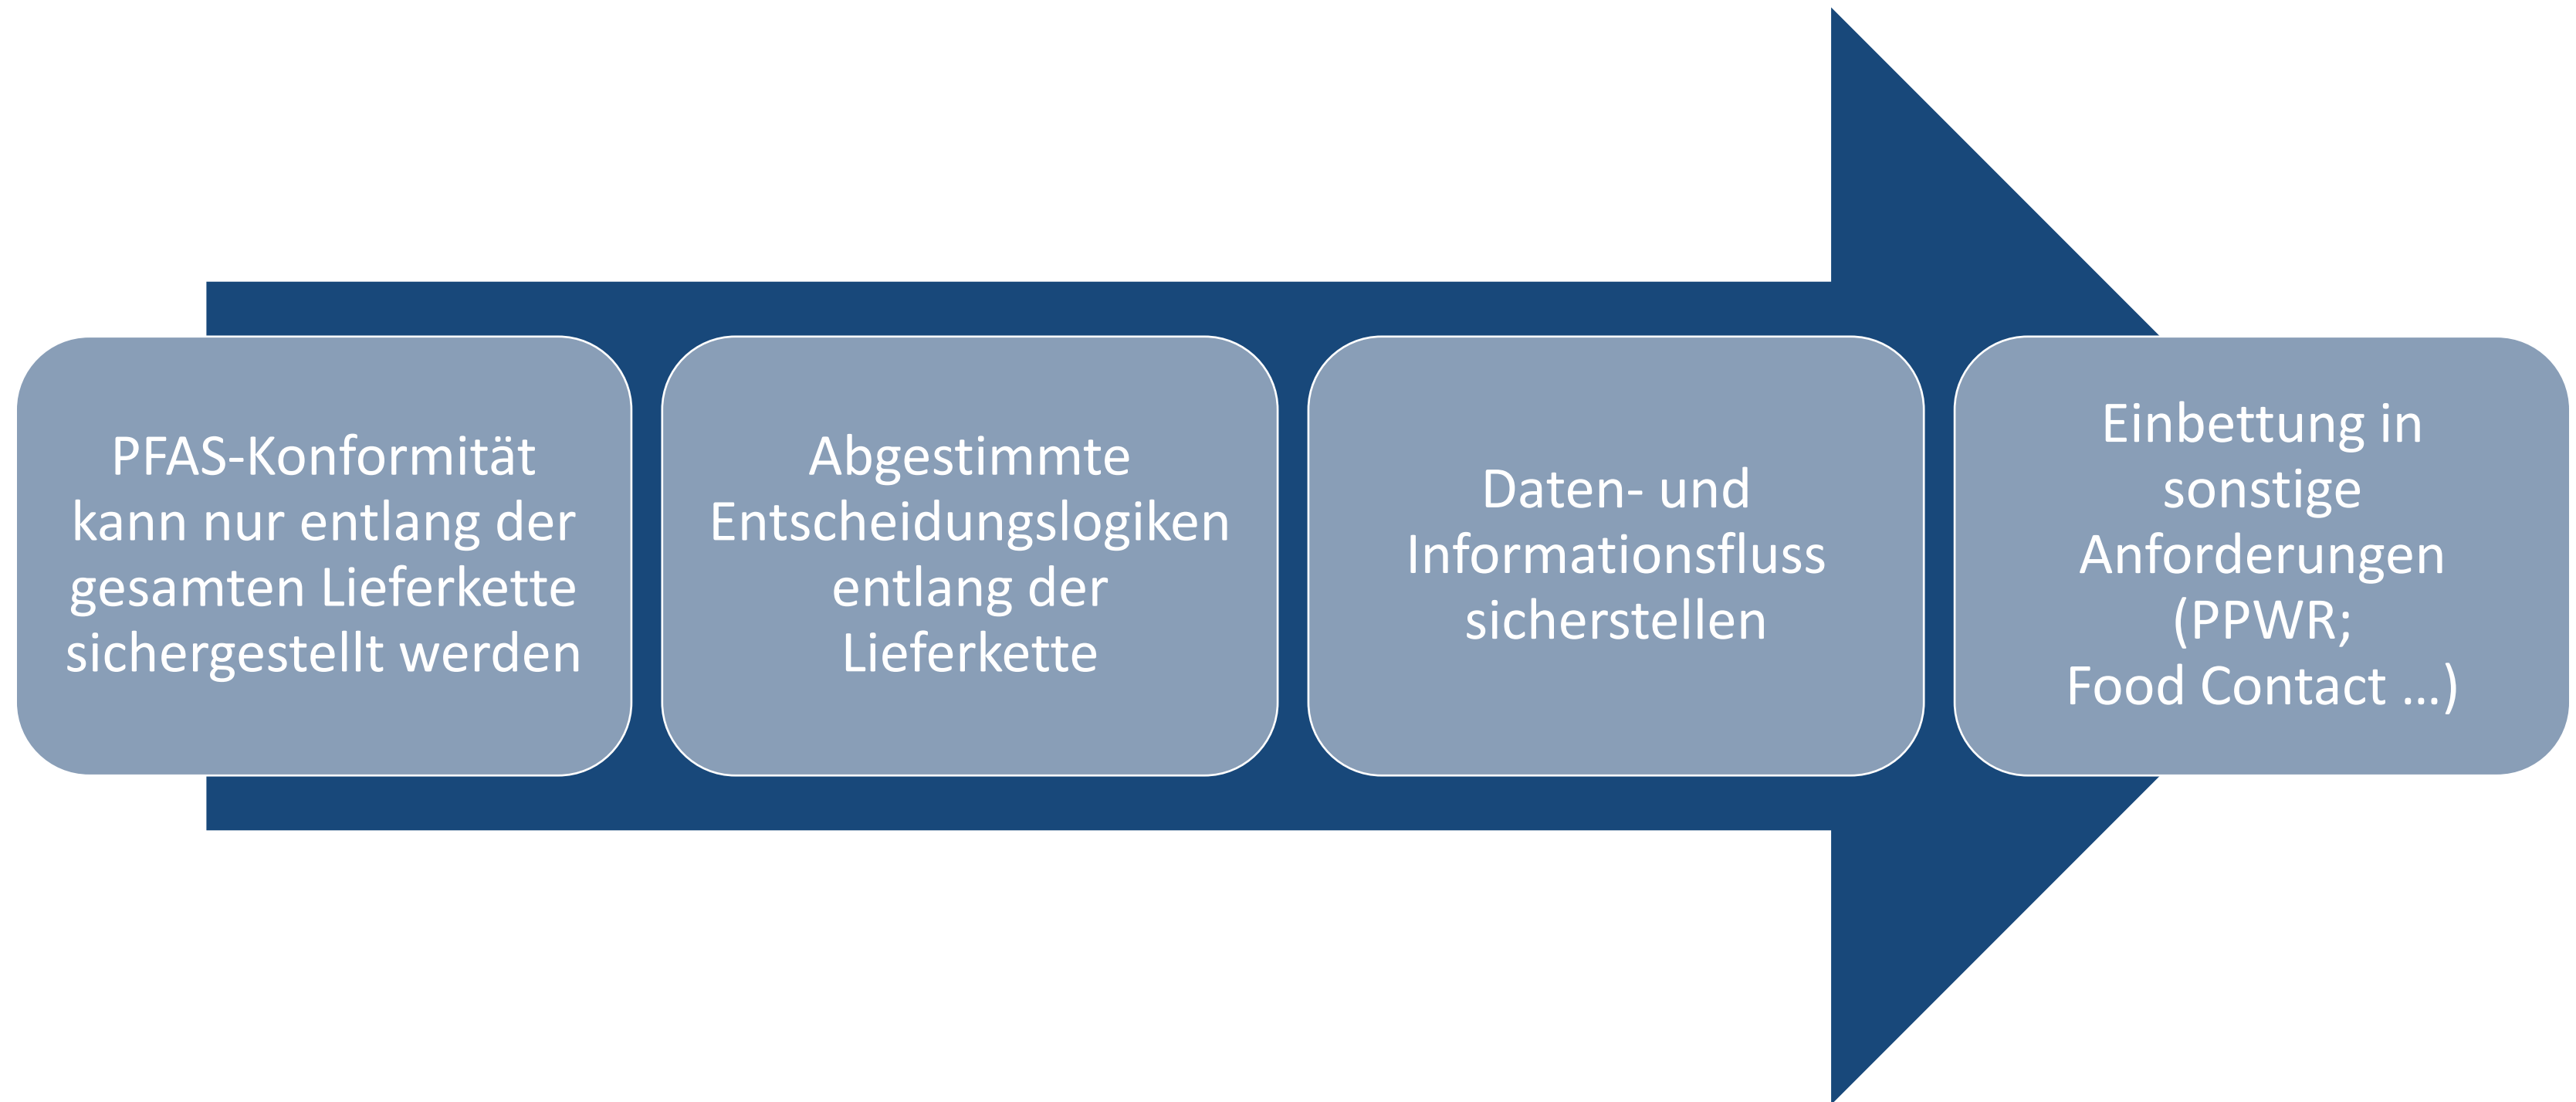 PFAS-Konformität
kann nur entlang der
gesamten Lieferkette
sichergestellt werden
Abgestimmte
Entscheidungslogiken
entlang der
Lieferkette
Daten- und
Informationsfluss
sicherstellen
Einbettung in
sonstige
Anforderungen
(PPWR;
Food Contact …)